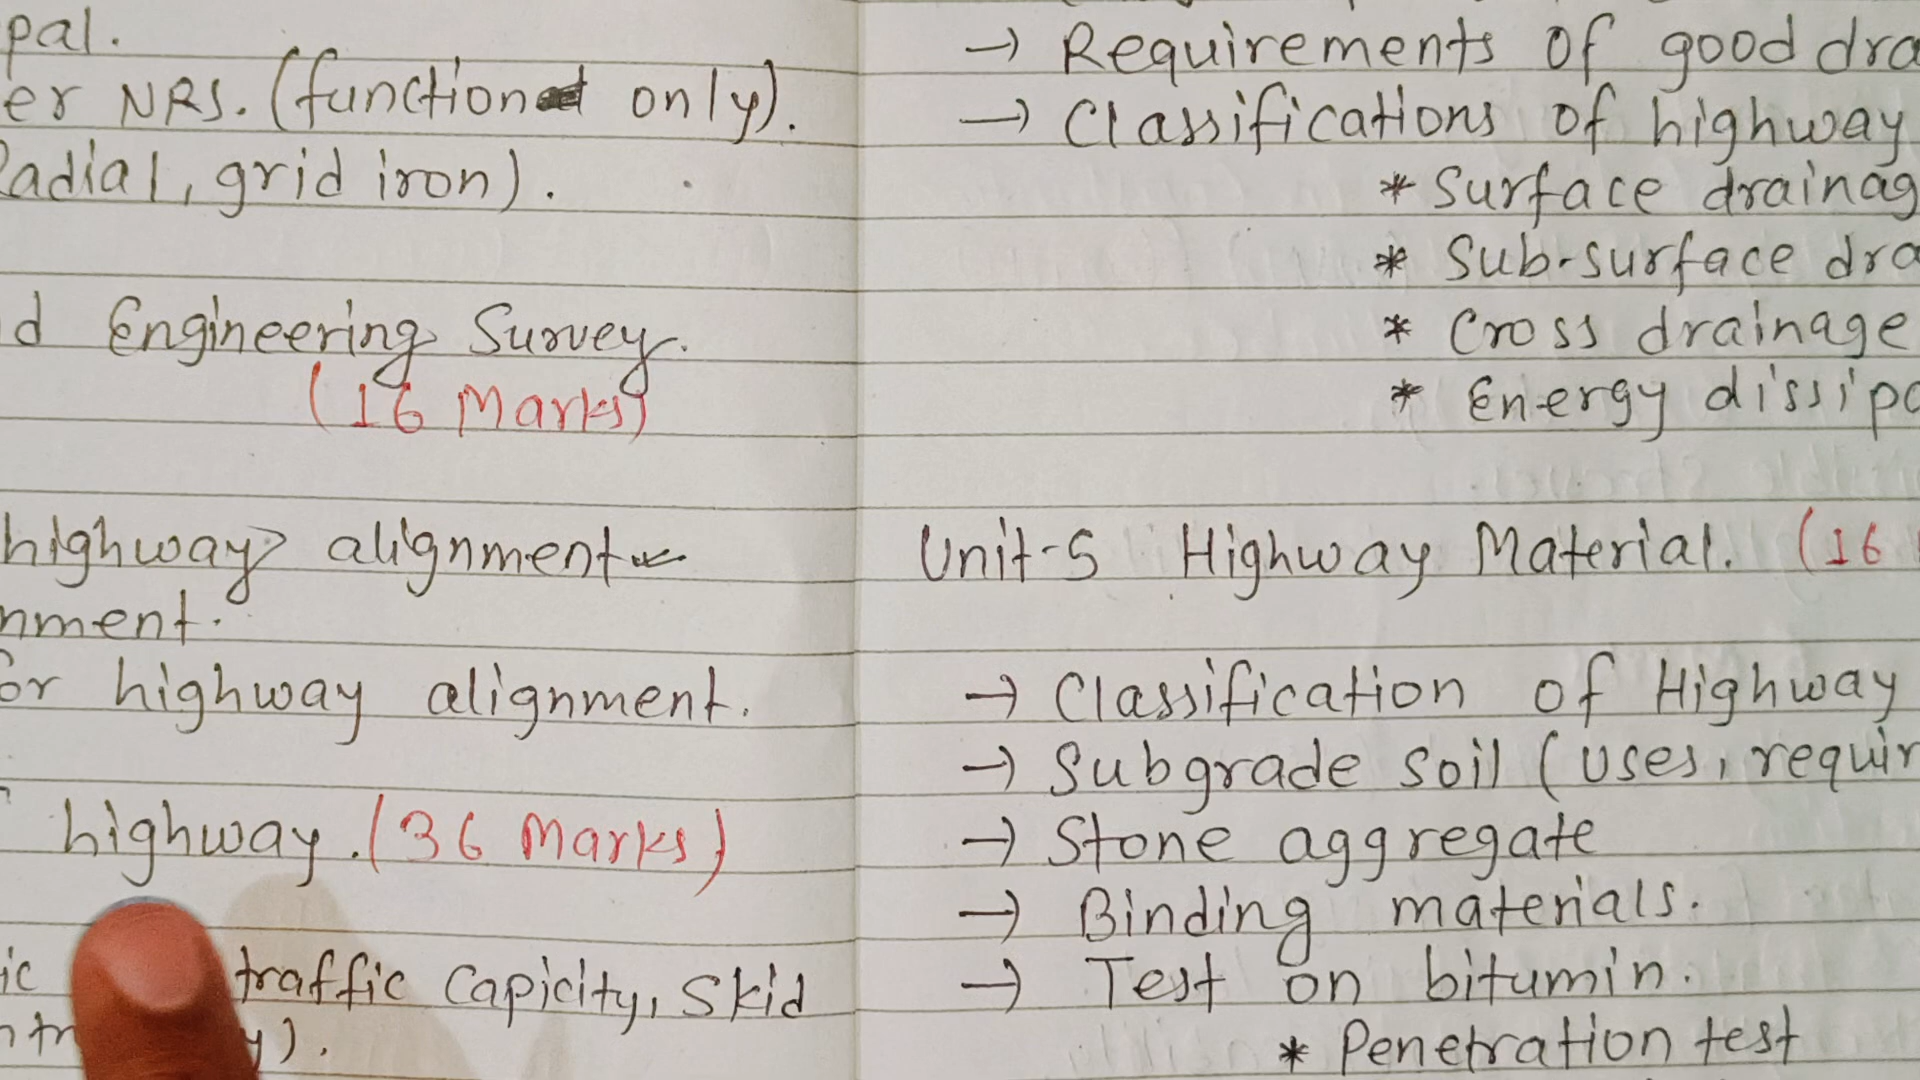 pal.
er NRS. (function only).
Radial, grid iron).
d Engineering Survey.
(16 Marks)
highway alignment
nment.
or highway alignment.
highway. (36 Marks)
ic traffic Capicity, Skid
y).
→ Requirements of good dra
→ Classifications of highway
* Surface drainag
* Sub-surface dra
* Cross drainage
* Energy dissipa
Unit-5 Highway Material. (16
→ Classification of Highway
→ Subgrade soil (Uses, requir
→ Stone aggregate
→ Binding materials.
→ Test on bitumin.
* Penetration test